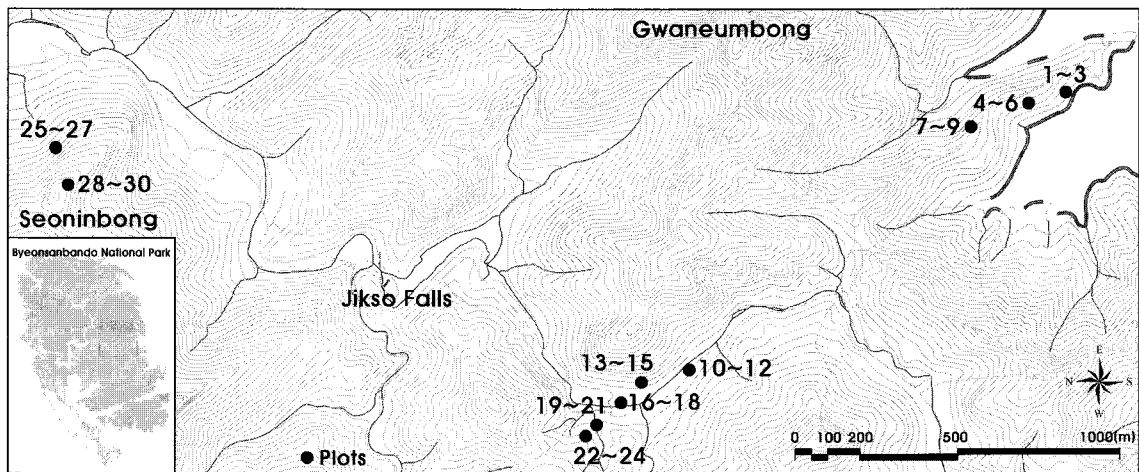 Gwaneumbong
1~3
4~6
7~9
25~27
28~30
Seoninbong
Byeonsanbando National Park
Jikso Falls
13~15
10~12
16~18
19~21
22~24
Plots
E
N
S
W
0 100 200 500 1000(m)